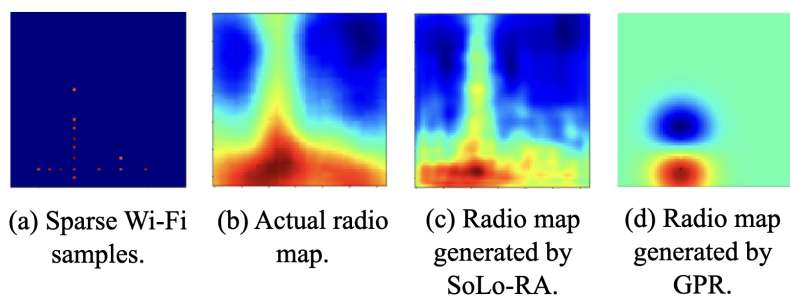 (a) Sparse Wi-Fi
samples.
(b) Actual radio
map.
(c) Radio map
generated by
SoLo-RA.
(d) Radio map
generated by
GPR.